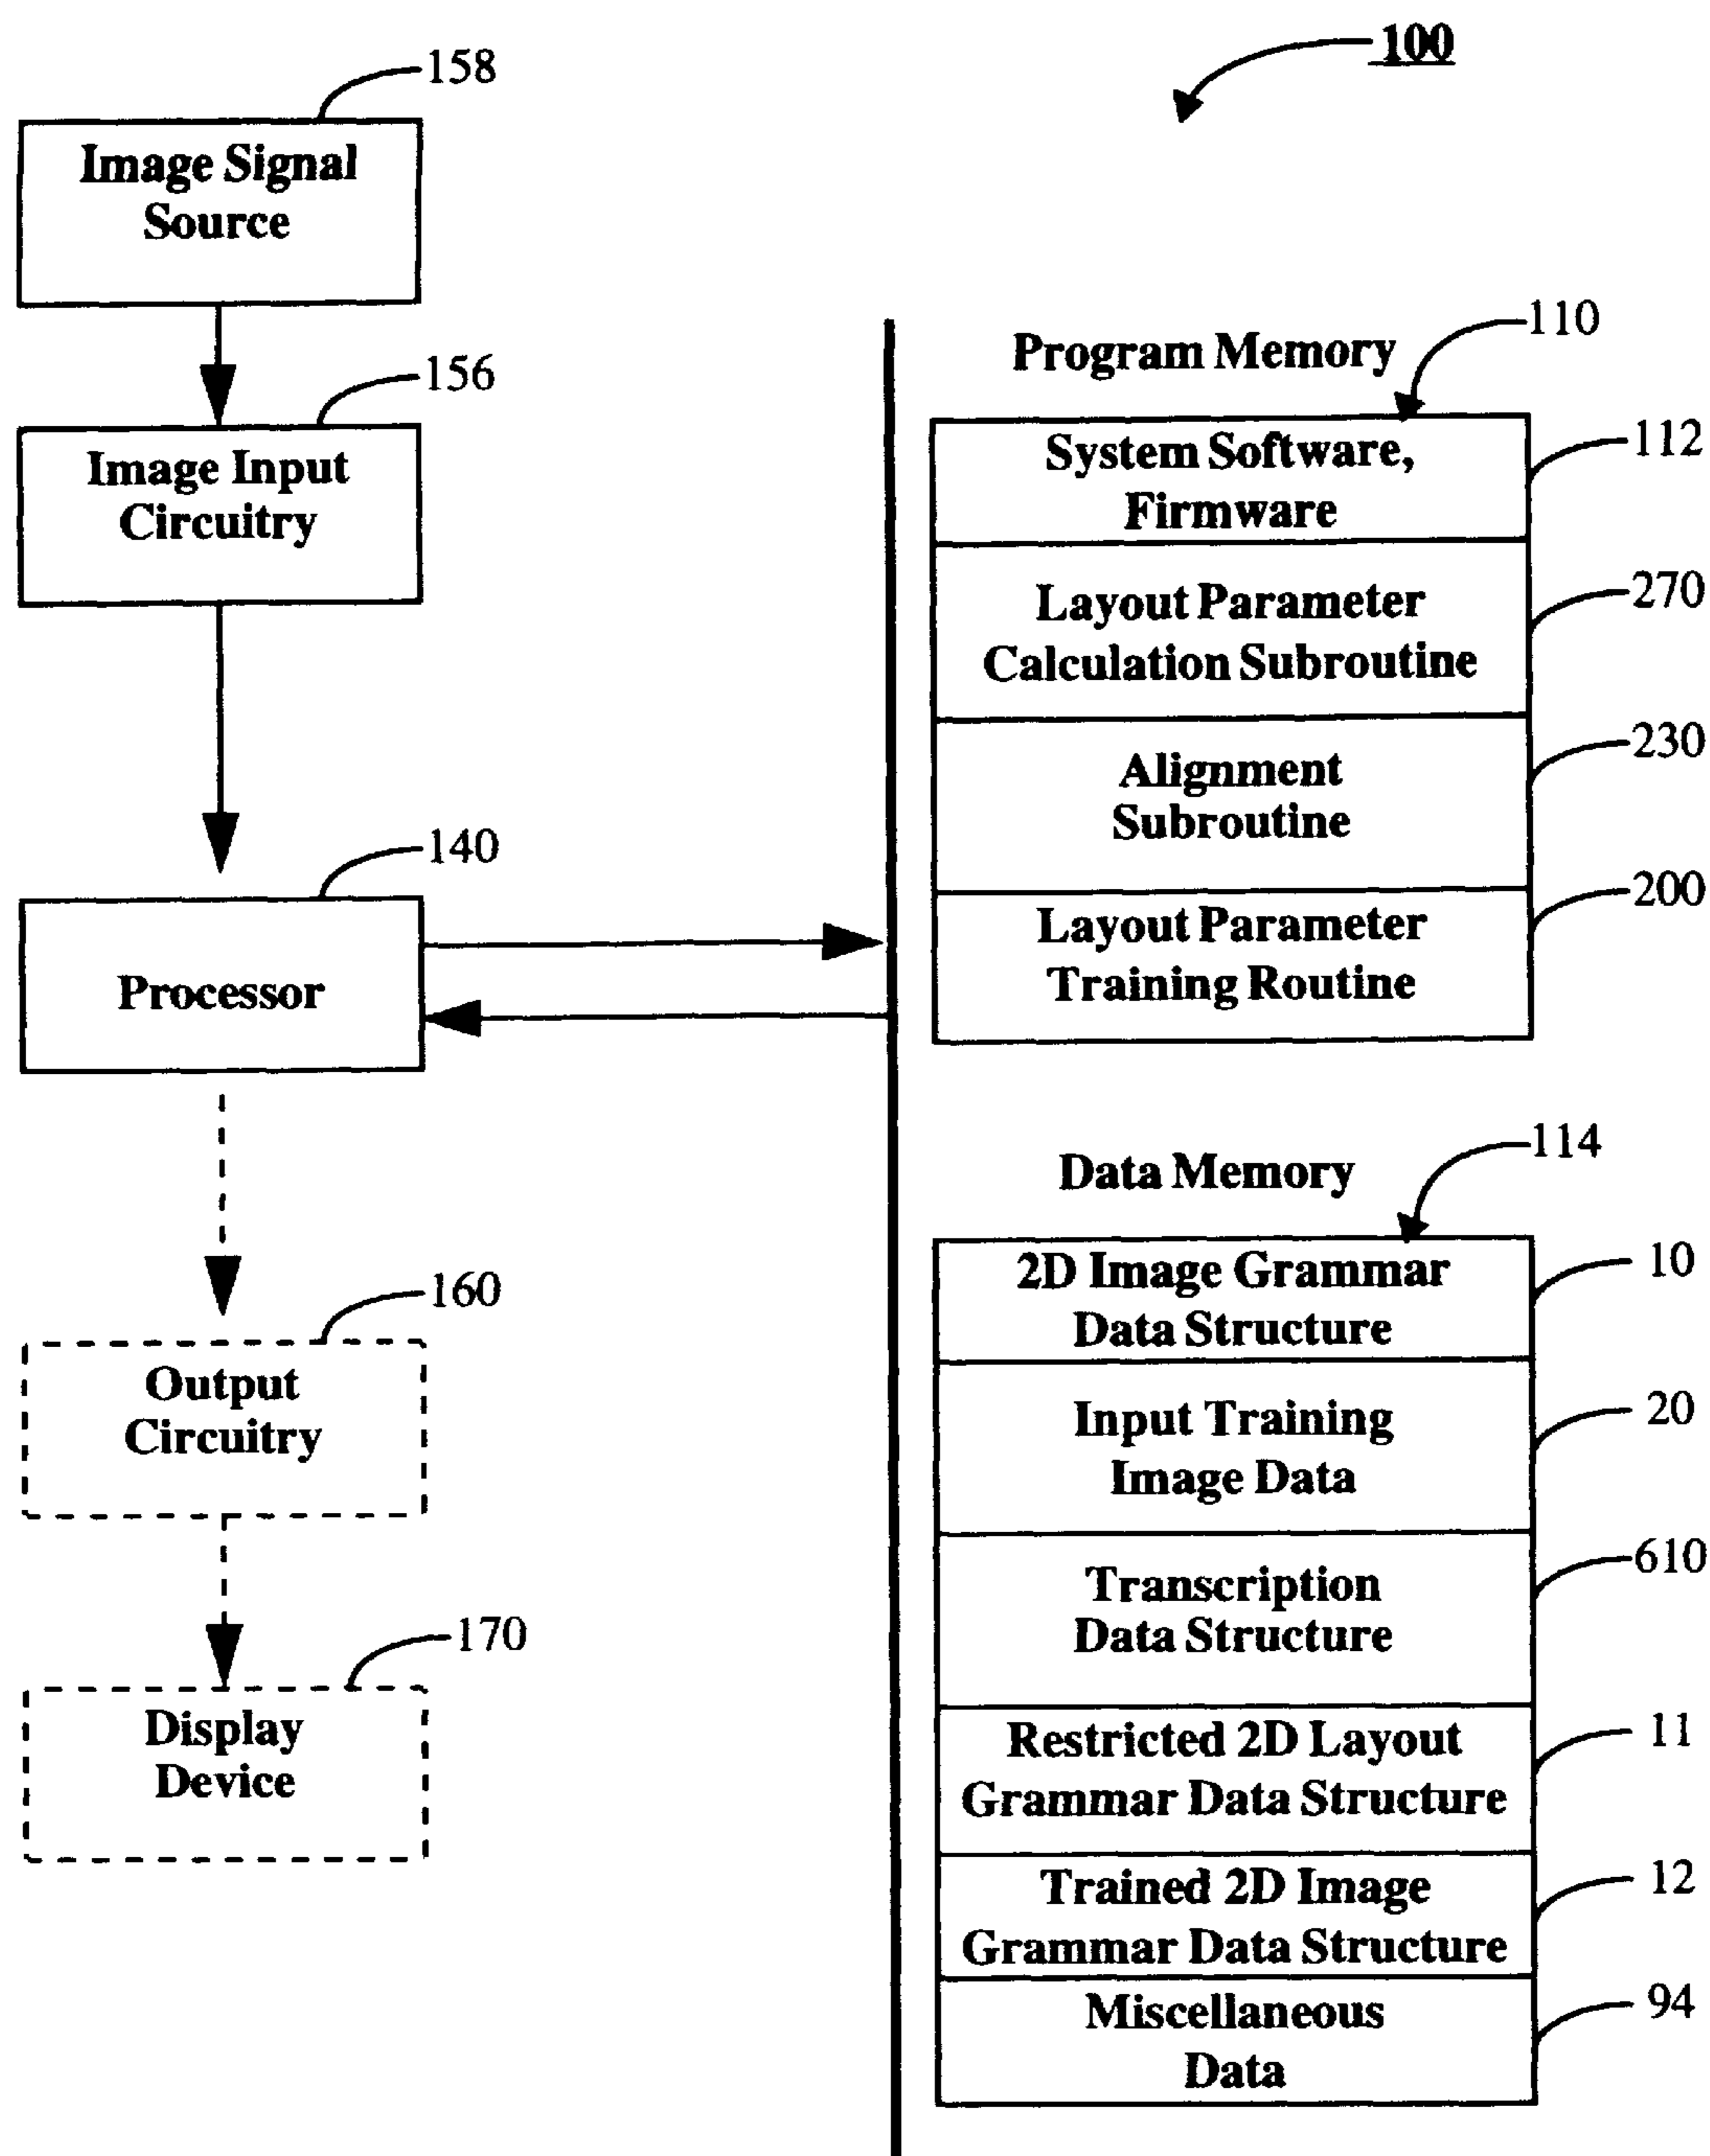 100
158
Image Signal
Source
156
Image Input
Circuitry
140
Processor
160
Output
Circuitry
170
Display
Device
Program Memory
110
System Software,
Firmware
112
Layout Parameter
Calculation Subroutine
270
Alignment
Subroutine
230
Layout Parameter
Training Routine
200
Data Memory
114
2D Image Grammar
Data Structure
10
Input Training
Image Data
20
Transcription
Data Structure
610
Restricted 2D Layout
Grammar Data Structure
11
Trained 2D Image
Grammar Data Structure
12
Miscellaneous
Data
94